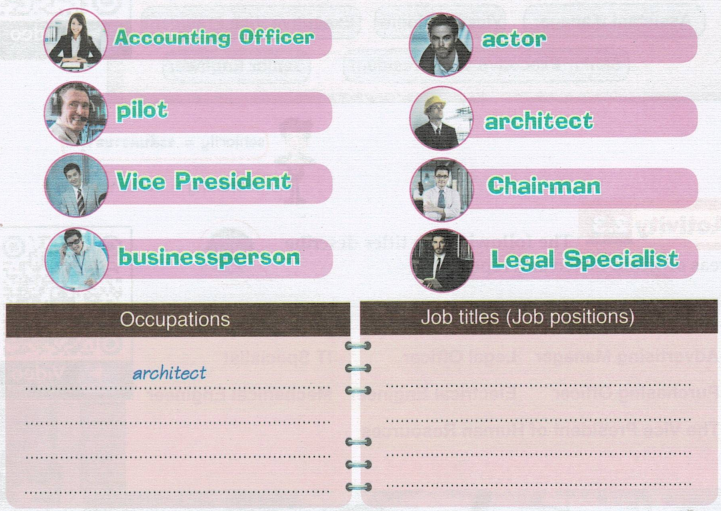 Accounting Officer
actor
pilot
architect
Vice President
Chairman
businessperson
Legal Specialist
Occupations
Job titles (Job positions)
architect